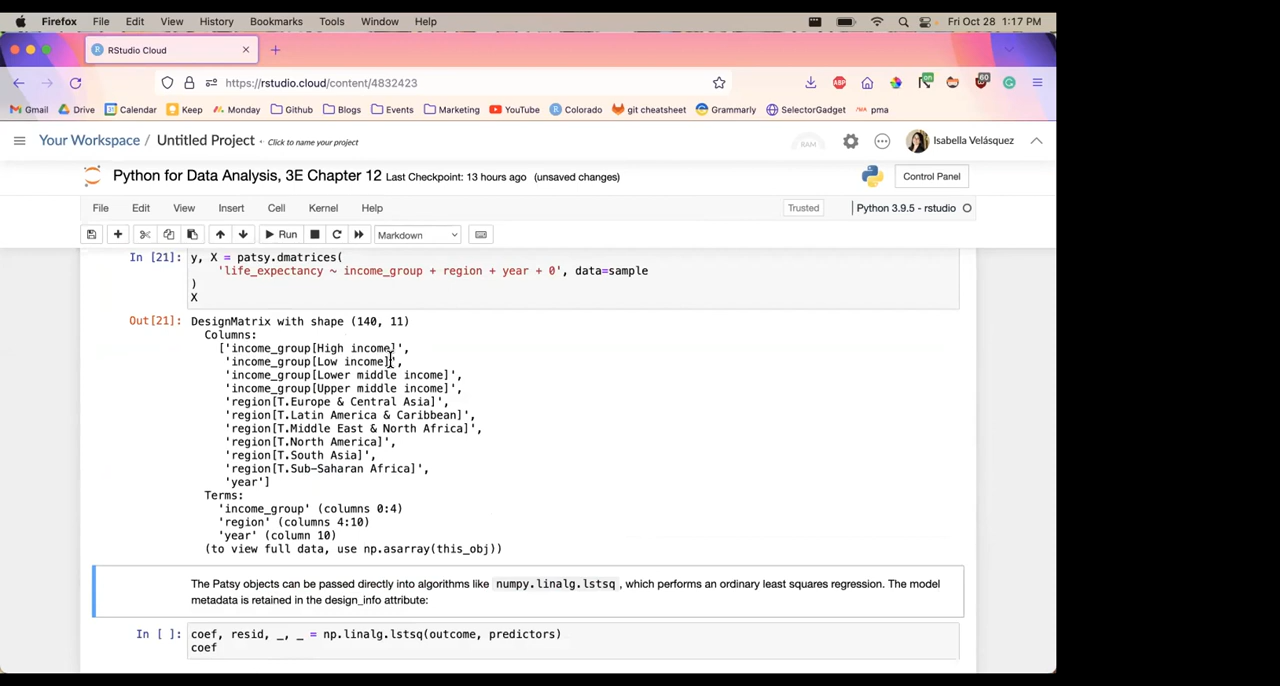 Firefox File Edit View History Bookmarks Tools Window Help Fri Oct 28 1:17 PM
RStudio Cloud
https://rstudio.cloud/content/4832423 ABP on 60
Gmail Drive Calendar Keep Monday Github Blogs Events Marketing YouTube Colorado git cheatsheet Grammarly SelectorGadget pma
Your Workspace / Untitled Project Click to name your project RAM Isabella Velásquez
Python for Data Analysis, 3E Chapter 12 Last Checkpoint: 13 hours ago (unsaved changes) Control Panel
File Edit View Insert Cell Kernel Help Trusted Python 3.9.5 - rstudio
Run Markdown
In [21]: y, X = patsy.dmatrices(
'life_expectancy ~ income_group + region + year + 0', data=sample
)
X
Out[21]: DesignMatrix with shape (140, 11)
Columns:
['income_group[High income]',
'income_group[Low income]',
'income_group[Lower middle income]',
'income_group[Upper middle income]',
'region[T.Europe & Central Asia]',
'region[T.Latin America & Caribbean]',
'region[T.Middle East & North Africa]',
'region[T.North America]',
'region[T.South Asia]',
'region[T.Sub-Saharan Africa]',
'year']
Terms:
'income_group' (columns 0:4)
'region' (columns 4:10)
'year' (column 10)
(to view full data, use np.asarray(this_obj))
The Patsy objects can be passed directly into algorithms like numpy.linalg.lstsq , which performs an ordinary least squares regression. The model
metadata is retained in the design_info attribute:
In [ ]: coef, resid, _, _ = np.linalg.lstsq(outcome, predictors)
coef